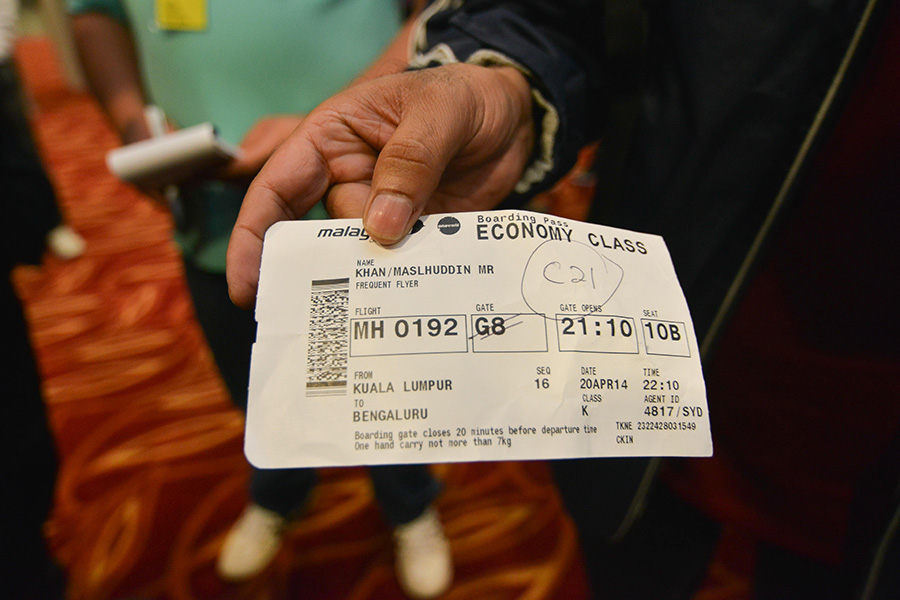 Boarding Pass
ECONOMY CLASS
NAME
KHAN/MASLHUDDIN MR
FREQUENT FLYER
C21
FLIGHT GATE GATE OPENS SEAT
MH 0192 G8 21:10 10B
FROM SEQ DATE TIME
KUALA LUMPUR 16 20APR14 22:10
TO CLASS AGENT ID
BENGALURU K 4817/SYD
Boarding gate closes 20 minutes before departure time
One hand carry not more than 7kg
TKNE 2322428031549
CKIN